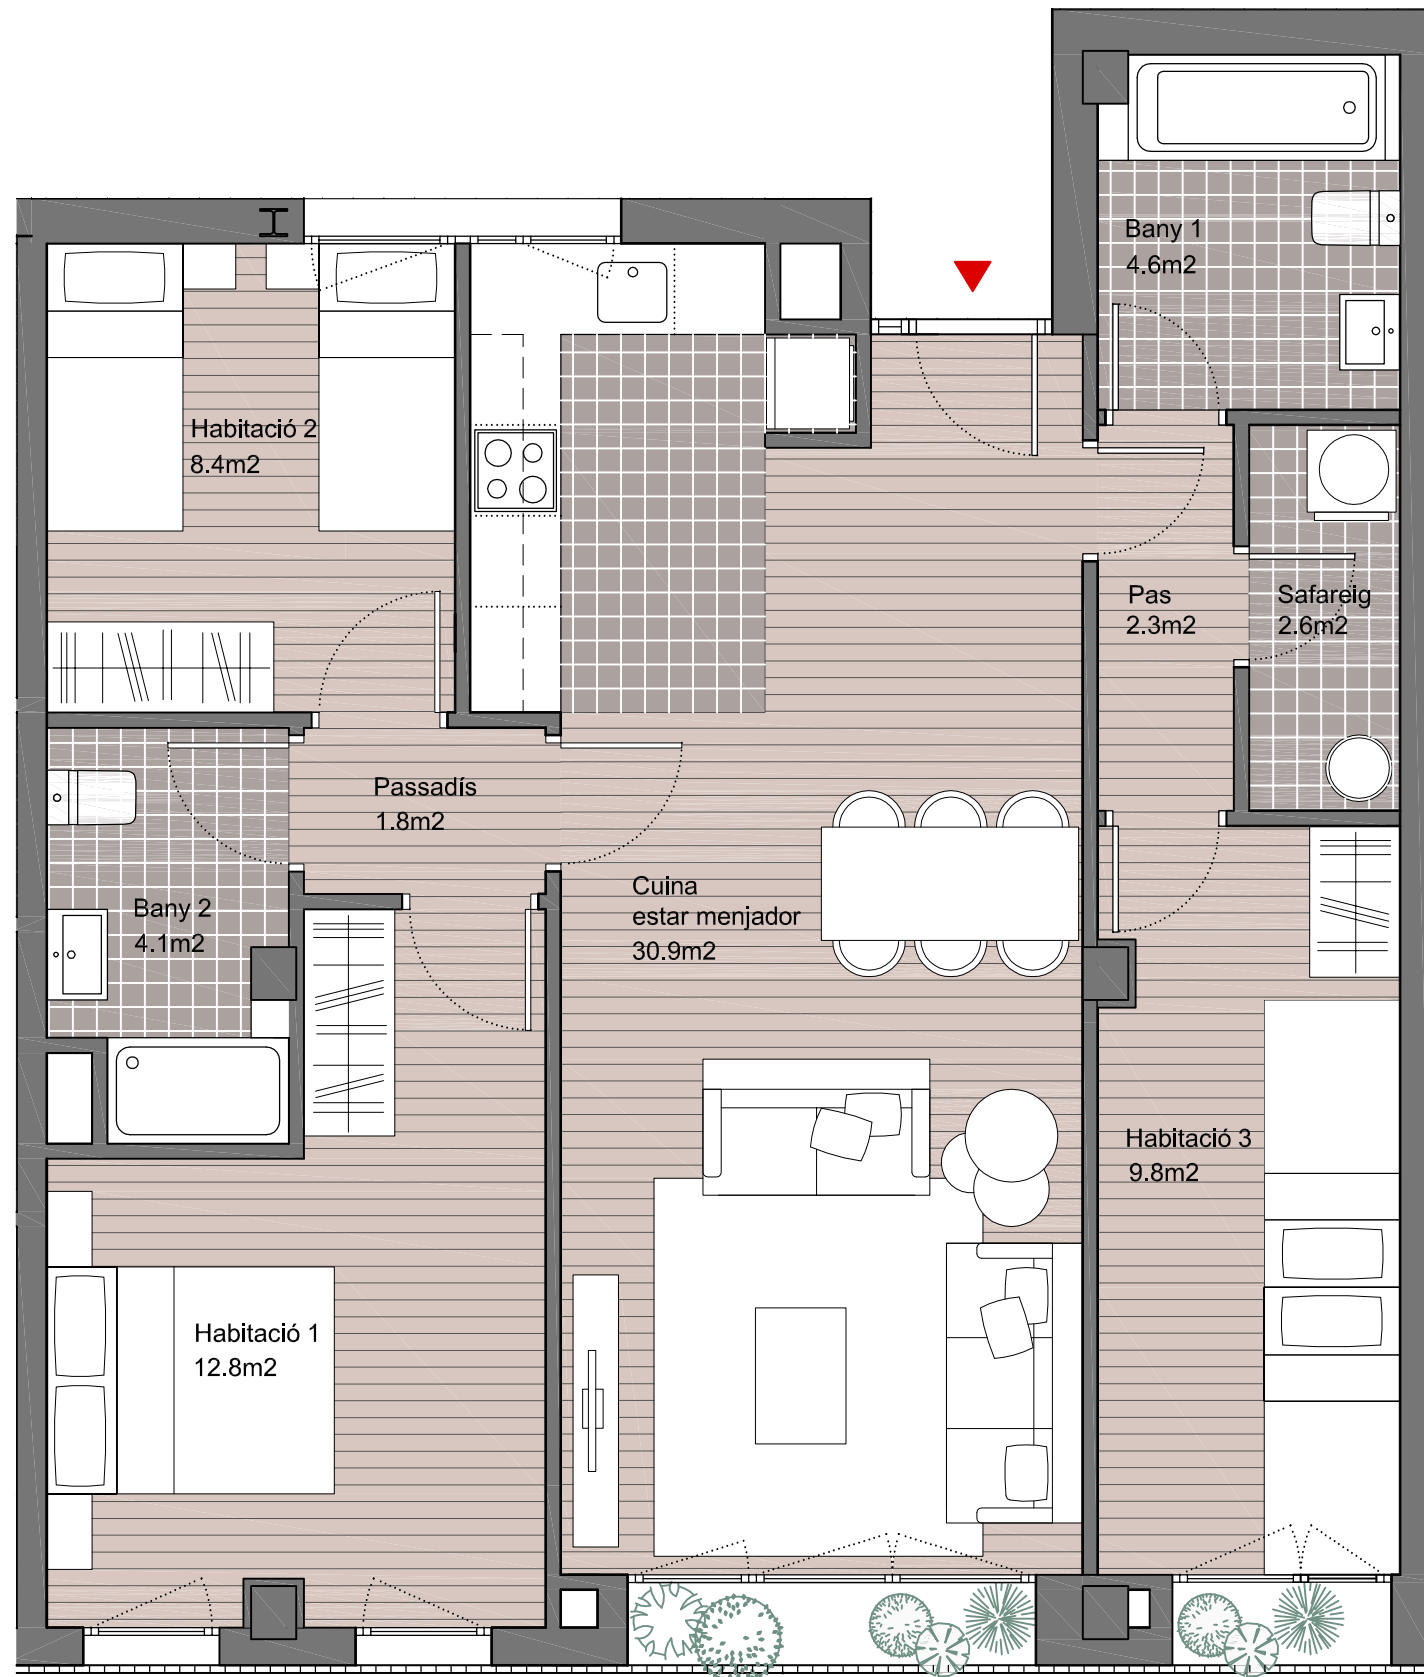 Bany 1
4.6m2
Habitació 2
8.4m2
Pas
2.3m2
Safareig
2.6m2
Passadís
1.8m2
Cuina
estar menjador
30.9m2
Bany 2
4.1m2
Habitació 3
9.8m2
Habitació 1
12.8m2